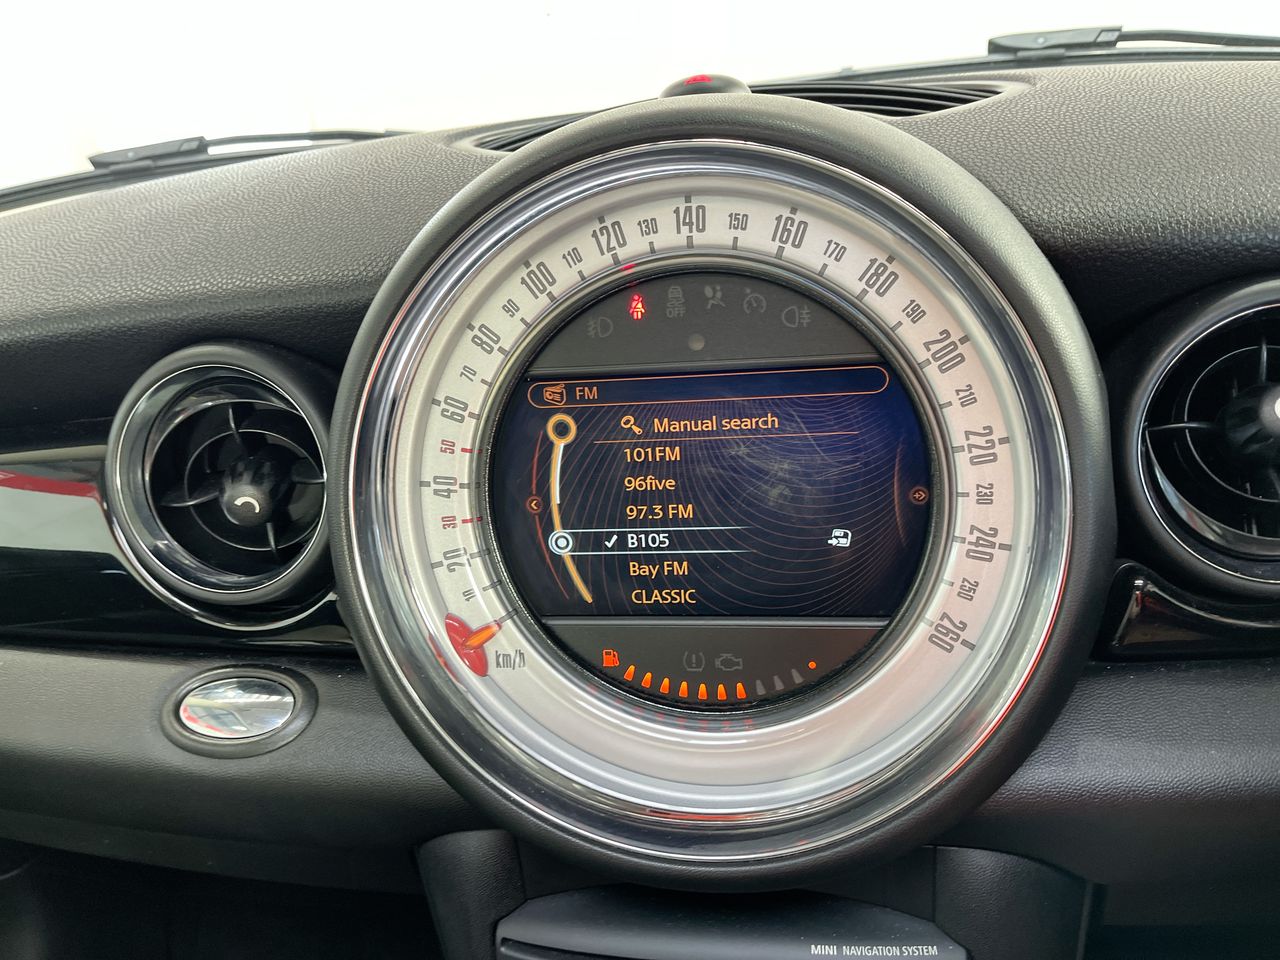 10
20
30
40
50
60
70
80
90
100
110
120
130
140
150
160
170
180
190
200
210
220
230
240
250
260
km/h
OFF
FM
Manual search
101FM
96five
97.3 FM
✓ B105
Bay FM
CLASSIC
MINI NAVIGATION SYSTEM